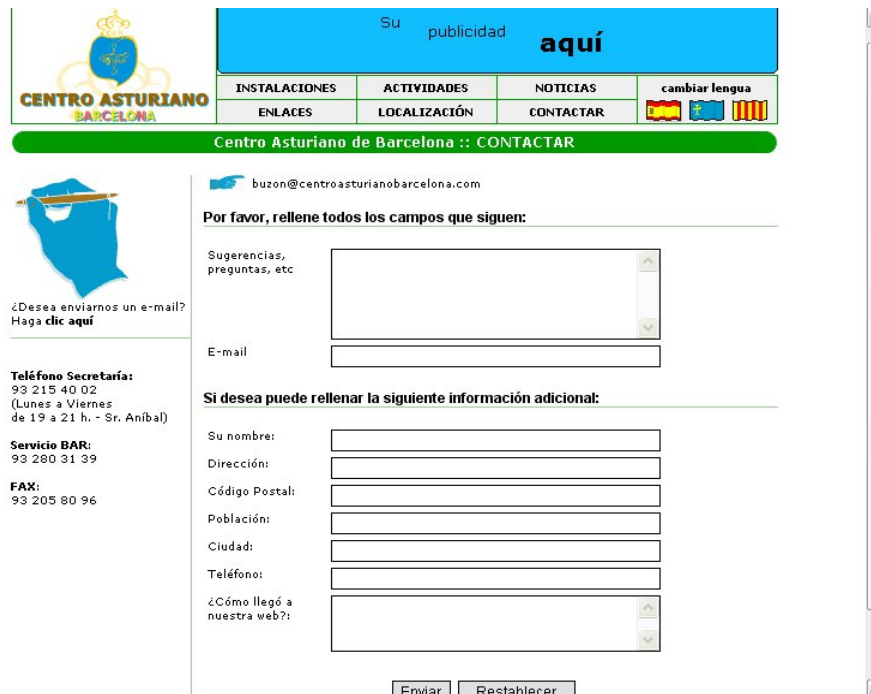 Su publicidad aquí
CENTRO ASTURIANO
BARCELONA
INSTALACIONES ACTIVIDADES NOTICIAS cambiar lengua
ENLACES LOCALIZACIÓN CONTACTAR
Centro Asturiano de Barcelona :: CONTACTAR
buzon@centroasturianobarcelona.com
¿Desea enviarnos un e-mail?
Haga clic aquí
Teléfono Secretaría:
93 215 40 02
(Lunes a Viernes
de 19 a 21 h. - Sr. Aníbal)
Servicio BAR:
93 280 31 39
FAX:
93 205 80 96
Por favor, rellene todos los campos que siguen:
Sugerencias,
preguntas, etc
E-mail
Si desea puede rellenar la siguiente información adicional:
Su nombre:
Dirección:
Código Postal:
Población:
Ciudad:
Teléfono:
¿Cómo llegó a
nuestra web?:
Enviar Restablecer